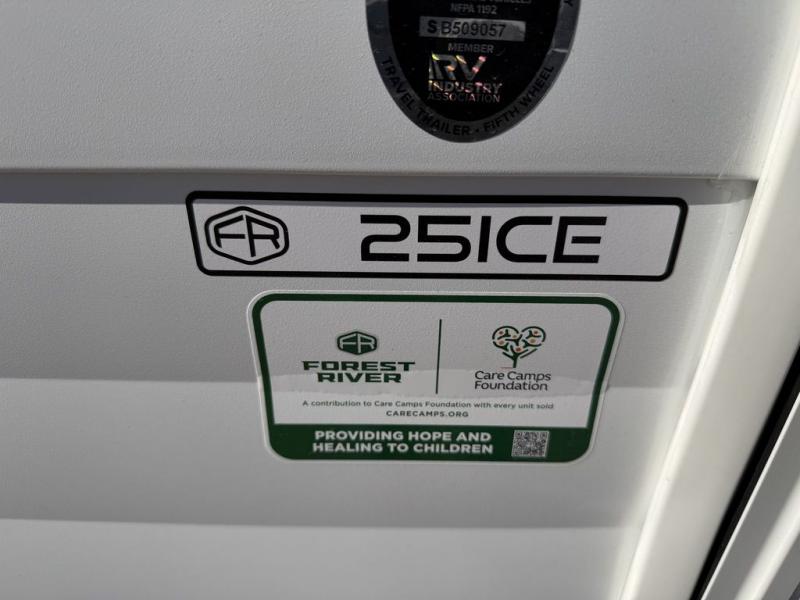 NFPA 1192
S B509057
MEMBER
RV
INDUSTRY
ASSOCIATION
TRAVEL TRAILER - FIFTH WHEEL
FR 25ICE
FR
FOREST
RIVER
Care Camps
Foundation
A contribution to Care Camps Foundation with every unit sold
CARECAMPS.ORG
PROVIDING HOPE AND
HEALING TO CHILDREN